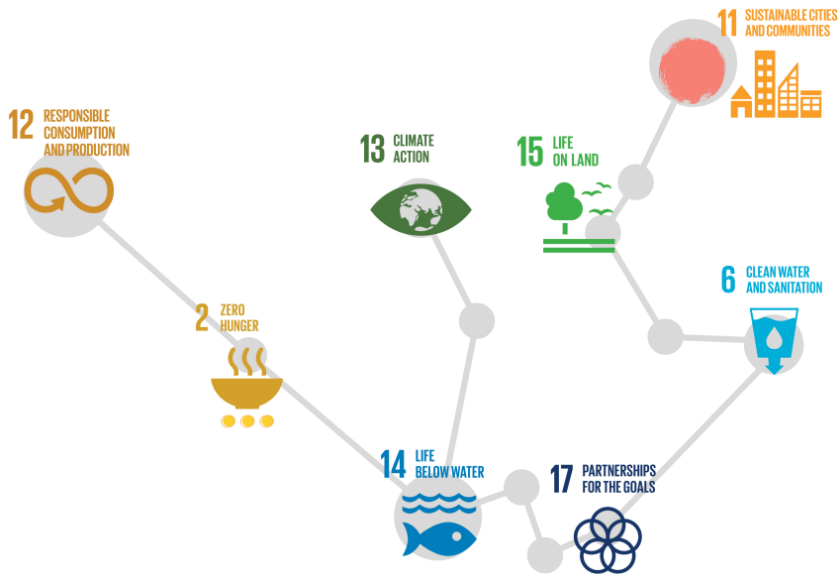 11 SUSTAINABLE CITIES
AND COMMUNITIES
12 RESPONSIBLE
CONSUMPTION
AND PRODUCTION
13 CLIMATE
ACTION
15 LIFE
ON LAND
6 CLEAN WATER
AND SANITATION
2 ZERO
HUNGER
14 LIFE
BELOW WATER
17 PARTNERSHIPS
FOR THE GOALS